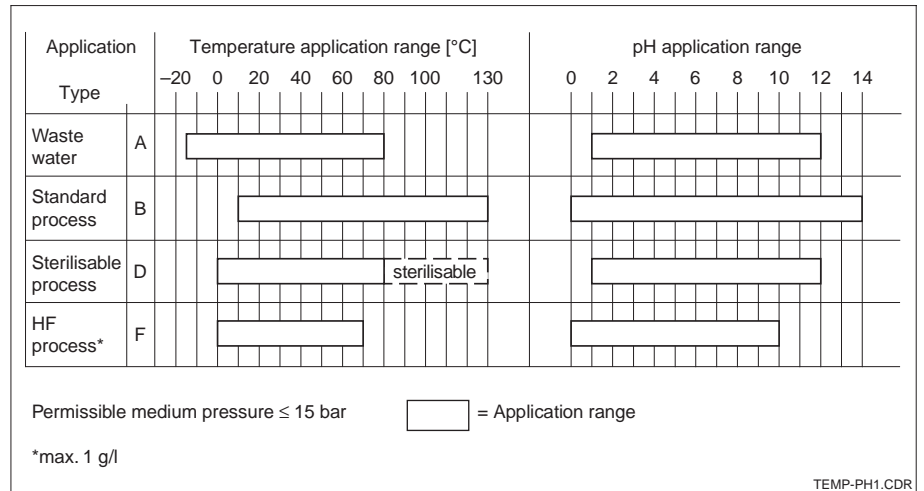 Application
Temperature application range [°C]
pH application range
–20 0 20 40 60 80 100 130
0 2 4 6 8 10 12 14
Type
Waste
water
A
Standard
process
B
Sterilisable
process
D
sterilisable
HF
process*
F
Permissible medium pressure ≤ 15 bar
= Application range
*max. 1 g/l
TEMP-PH1.CDR